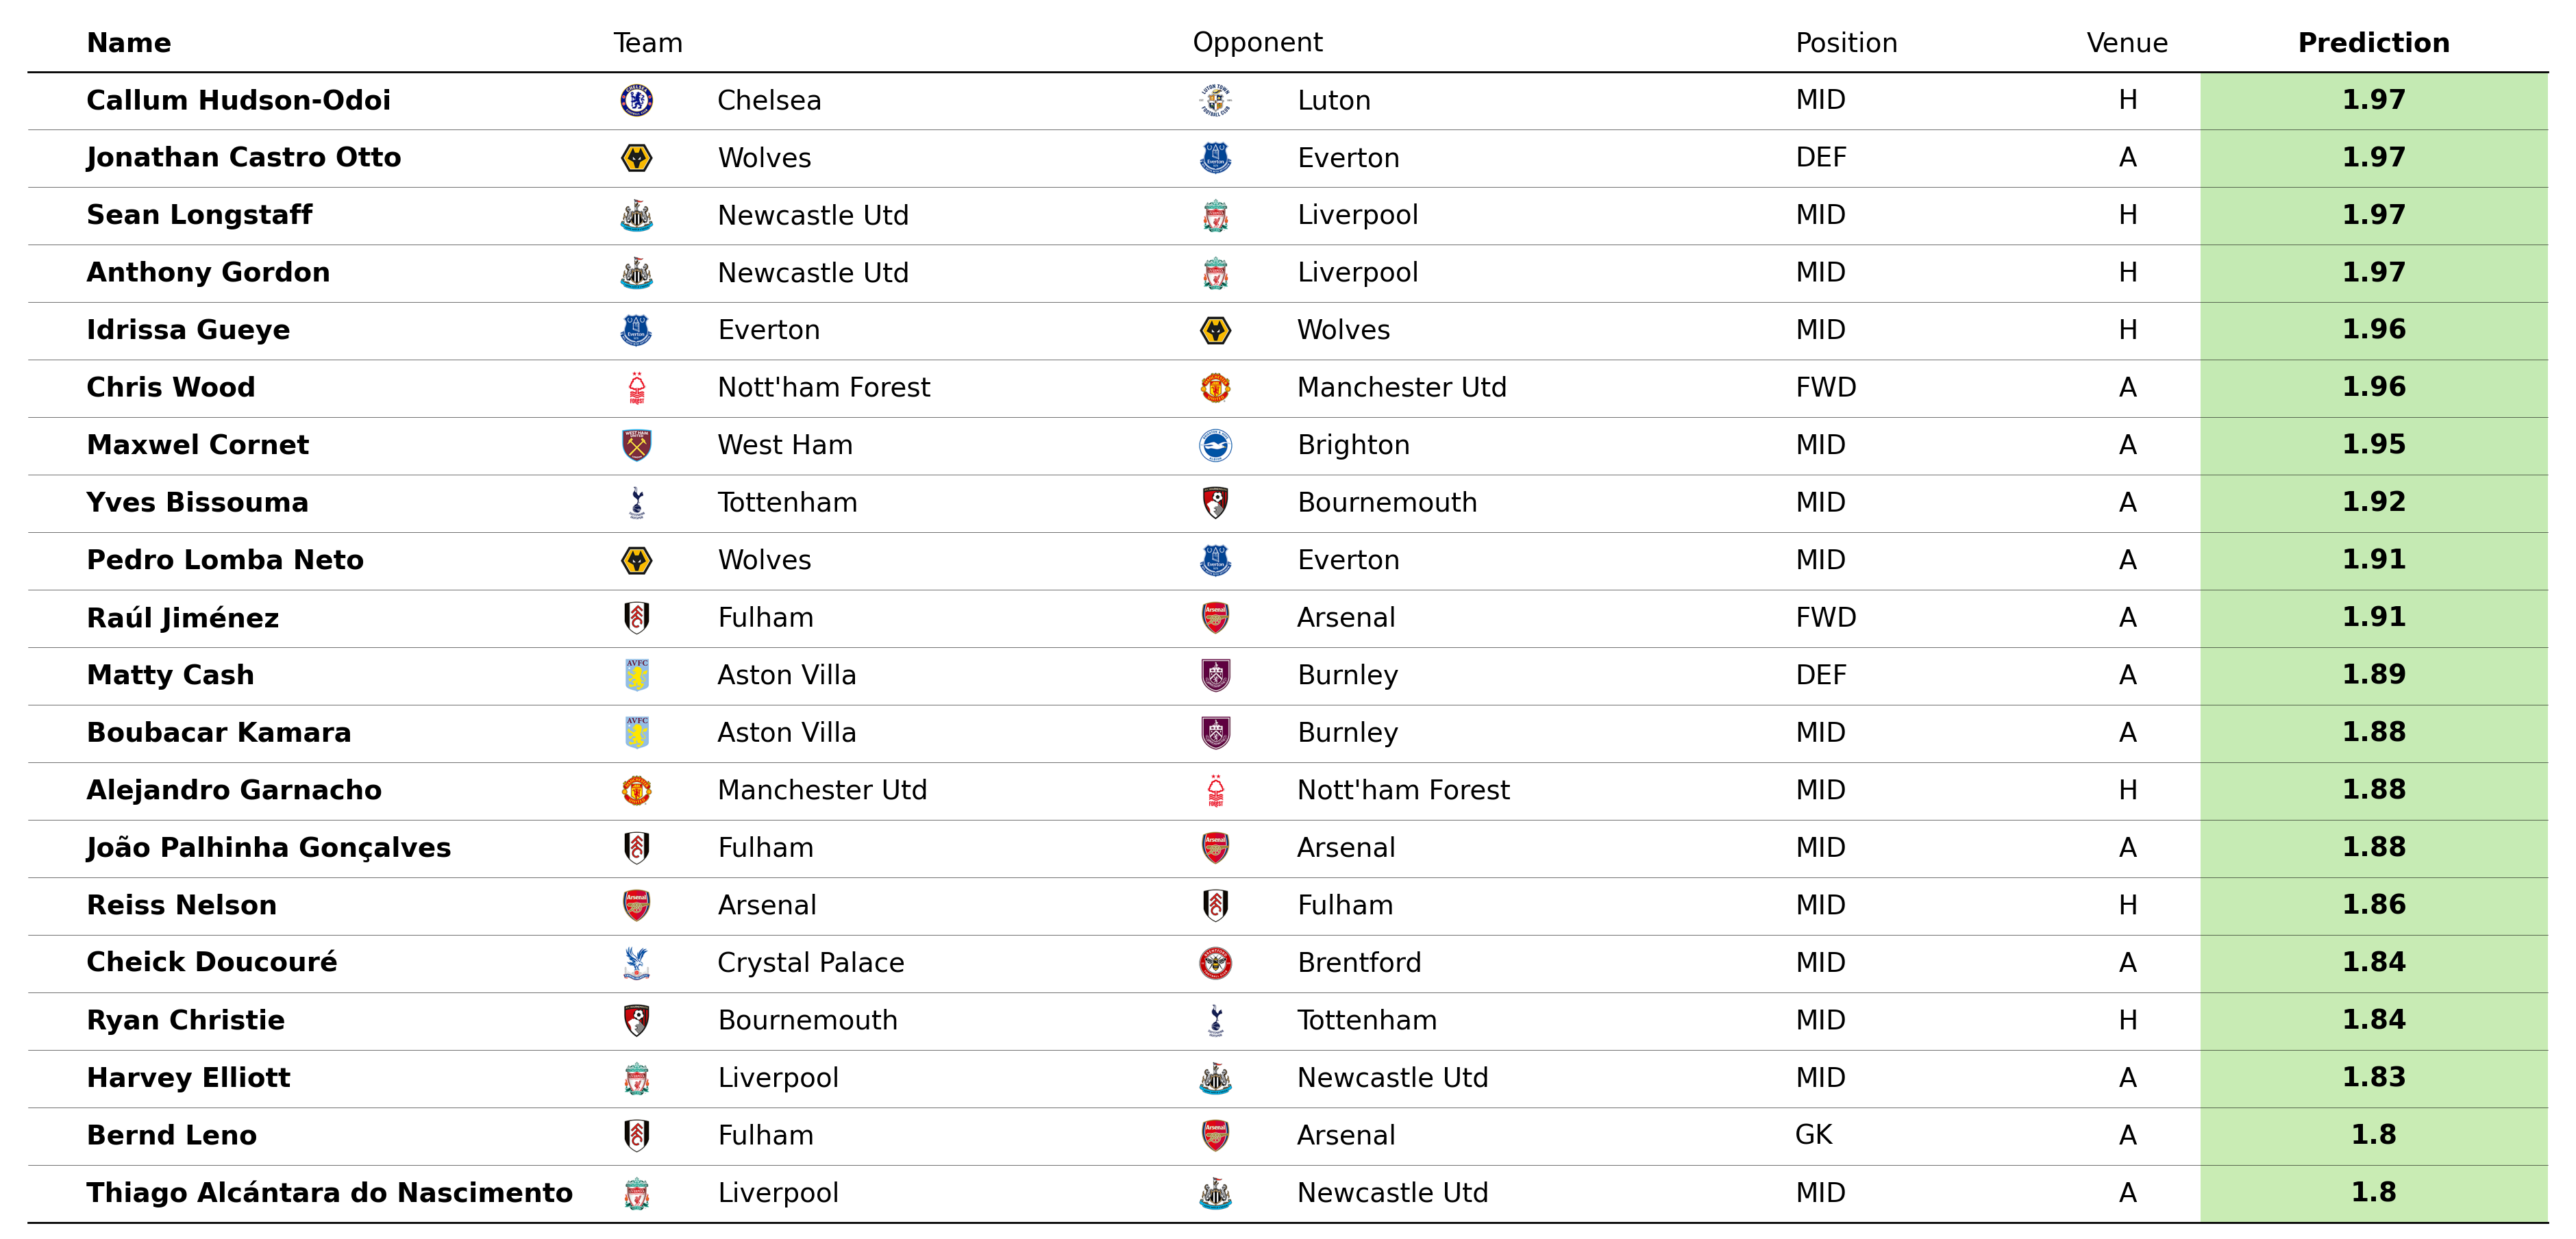 Name Team Opponent Position Venue Prediction
Callum Hudson-Odoi Chelsea Luton MID H 1.97
Jonathan Castro Otto Wolves Everton DEF A 1.97
Sean Longstaff Newcastle Utd Liverpool MID H 1.97
Anthony Gordon Newcastle Utd Liverpool MID H 1.97
Idrissa Gueye Everton Wolves MID H 1.96
Chris Wood Nott'ham Forest Manchester Utd FWD A 1.96
Maxwel Cornet West Ham Brighton MID A 1.95
Yves Bissouma Tottenham Bournemouth MID A 1.92
Pedro Lomba Neto Wolves Everton MID A 1.91
Raúl Jiménez Fulham Arsenal FWD A 1.91
Matty Cash Aston Villa Burnley DEF A 1.89
Boubacar Kamara Aston Villa Burnley MID A 1.88
Alejandro Garnacho Manchester Utd Nott'ham Forest MID H 1.88
João Palhinha Gonçalves Fulham Arsenal MID A 1.88
Reiss Nelson Arsenal Fulham MID H 1.86
Cheick Doucouré Crystal Palace Brentford MID A 1.84
Ryan Christie Bournemouth Tottenham MID H 1.84
Harvey Elliott Liverpool Newcastle Utd MID A 1.83
Bernd Leno Fulham Arsenal GK A 1.8
Thiago Alcántara do Nascimento Liverpool Newcastle Utd MID A 1.8